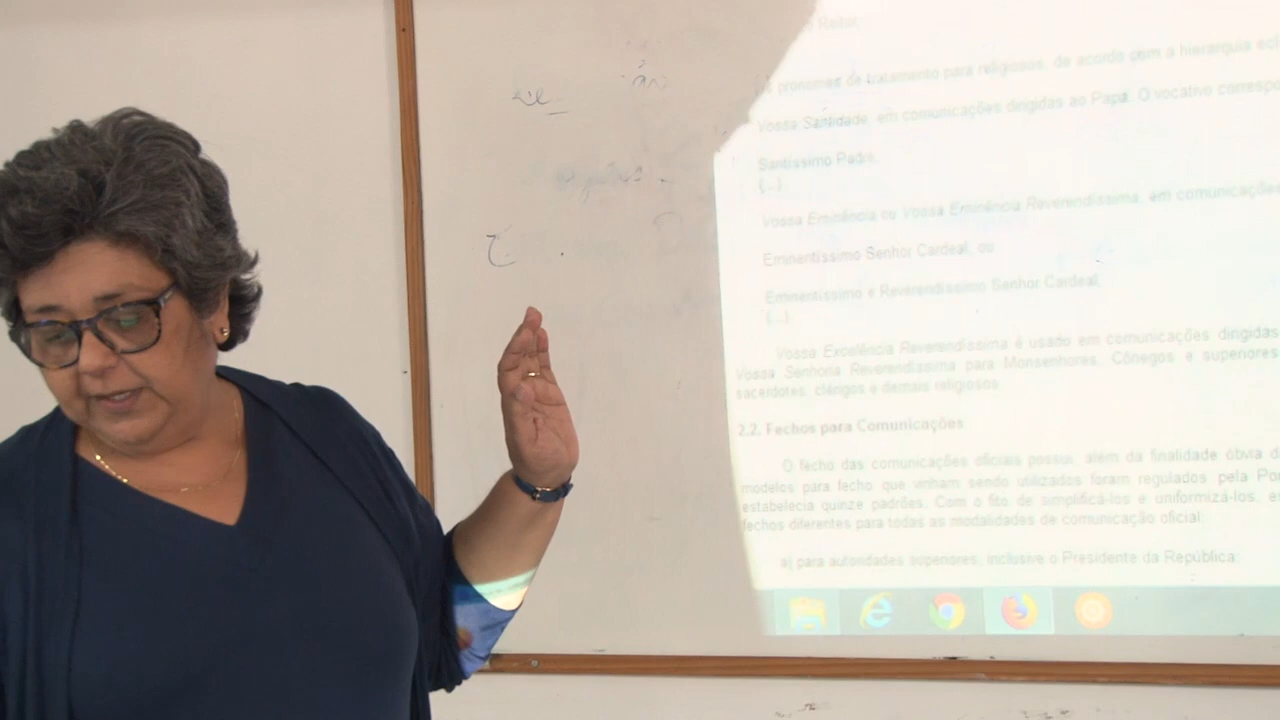 Reitor,
pronomes de tratamento para religiosos, de acordo com a hierarquia
Vossa Santidade, em comunicações dirigidas ao Papa. O vocativo
Santíssimo Padre,
(...)
Vossa Eminência ou Vossa Eminência Reverendíssima, em comunicações
Eminentíssimo Senhor Cardeal, ou
Eminentíssimo e Reverendíssimo Senhor Cardeal,
(...)
Vossa Excelência Reverendíssima é usado em comunicações dirigidas
Vossa Senhoria Reverendíssima para Monsenhores, Cônegos e superiores
sacerdotes, clérigos e demais religiosos.
2.2. Fechos para Comunicações
O fecho das comunicações oficiais possui, além da finalidade óbvia
modelos para fecho que vinham sendo utilizados foram regulados pela
estabelecia quinze padrões. Com o fito de simplificá-los e uniformizá-los,
fechos diferentes para todas as modalidades de comunicação oficial:
a) para autoridades superiores, inclusive o Presidente da República: